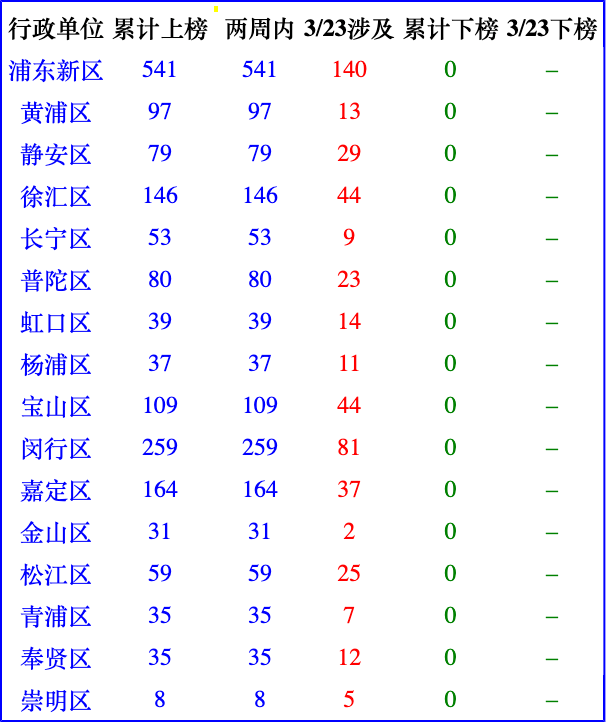 行政单位 累计上榜 两周内 3/23涉及 累计下榜 3/23下榜
浦东新区 541 541 140 0 –
黄浦区 97 97 13 0 –
静安区 79 79 29 0 –
徐汇区 146 146 44 0 –
长宁区 53 53 9 0 –
普陀区 80 80 23 0 –
虹口区 39 39 14 0 –
杨浦区 37 37 11 0 –
宝山区 109 109 44 0 –
闵行区 259 259 81 0 –
嘉定区 164 164 37 0 –
金山区 31 31 2 0 –
松江区 59 59 25 0 –
青浦区 35 35 7 0 –
奉贤区 35 35 12 0 –
崇明区 8 8 5 0 –